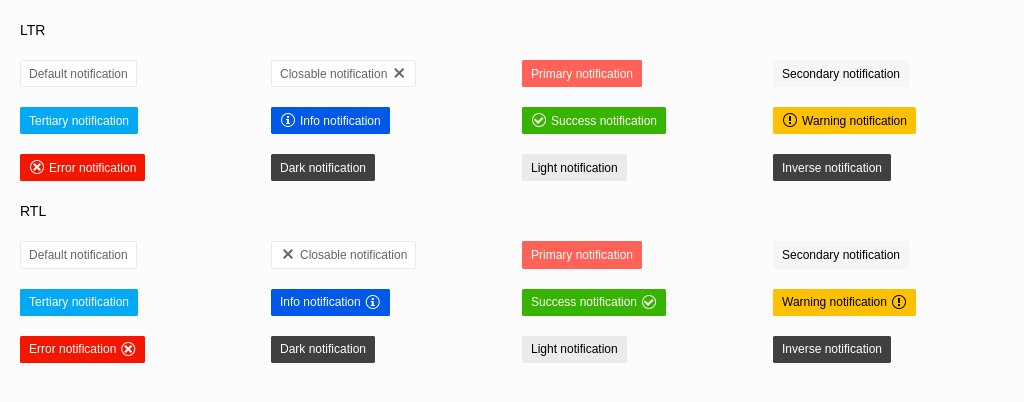 LTR
Default notification
Closable notification
Primary notification
Secondary notification
Tertiary notification
Info notification
Success notification
Warning notification
Error notification
Dark notification
Light notification
Inverse notification
RTL
Default notification
Closable notification
Primary notification
Secondary notification
Tertiary notification
Info notification
Success notification
Warning notification
Error notification
Dark notification
Light notification
Inverse notification